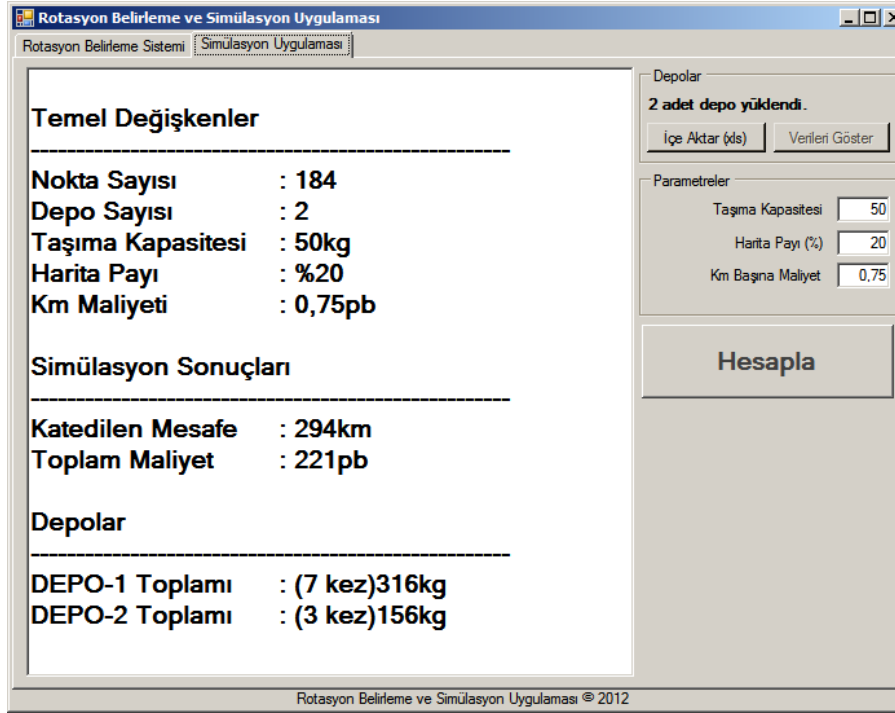 Rotasyon Belirleme ve Simülasyon Uygulaması
Rotasyon Belirleme Sistemi Simülasyon Uygulaması
Temel Değişkenler
-----------------------------------------------------
Nokta Sayısı : 184
Depo Sayısı : 2
Taşıma Kapasitesi : 50kg
Harita Payı : %20
Km Maliyeti : 0,75pb
Simülasyon Sonuçları
-----------------------------------------------------
Katedilen Mesafe : 294km
Toplam Maliyet : 221pb
Depolar
-----------------------------------------------------
DEPO-1 Toplamı : (7 kez)316kg
DEPO-2 Toplamı : (3 kez)156kg
Depolar
2 adet depo yüklendi.
İçe Aktar (xls) Verileri Göster
Parametreler
Taşıma Kapasitesi 50
Harita Payı (%) 20
Km Başına Maliyet 0,75
Hesapla
Rotasyon Belirleme ve Simülasyon Uygulaması © 2012